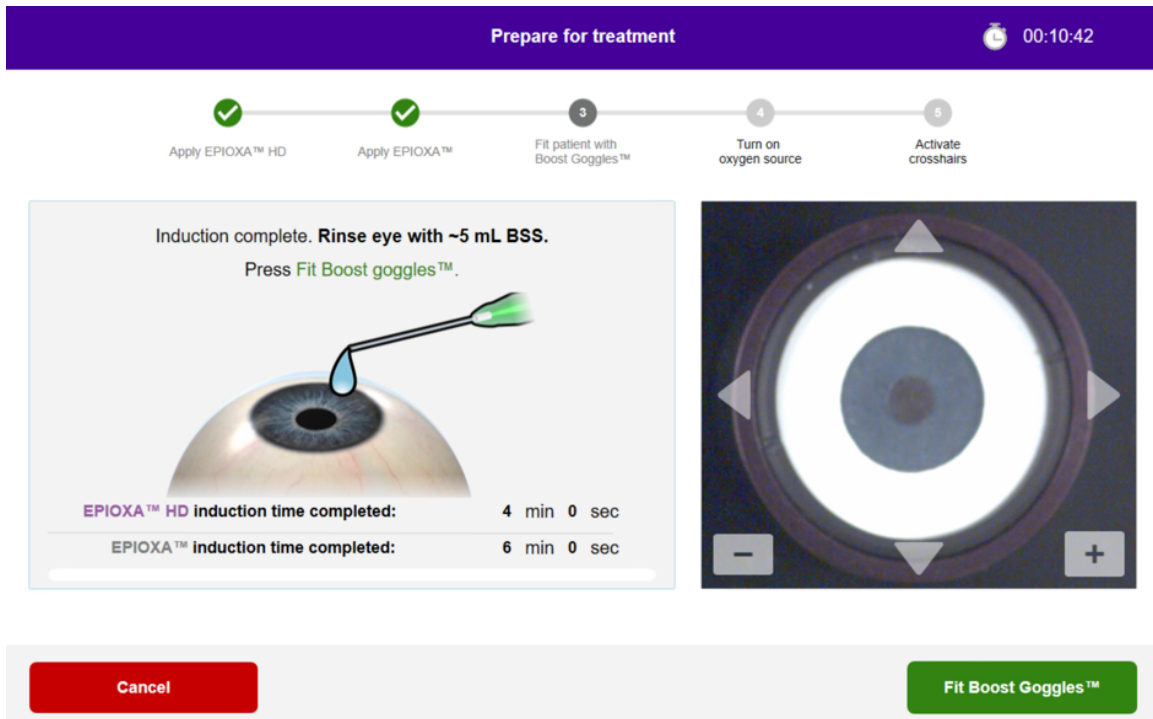 Prepare for treatment
00:10:42
3
4
5
Apply EPIOXA™ HD
Apply EPIOXA™
Fit patient with
Boost Goggles™
Turn on
oxygen source
Activate
crosshairs
Induction complete. Rinse eye with ~5 mL BSS.
Press Fit Boost goggles™.
EPIOXA™ HD induction time completed: 4 min 0 sec
EPIOXA™ induction time completed: 6 min 0 sec
− +
Cancel
Fit Boost Goggles™